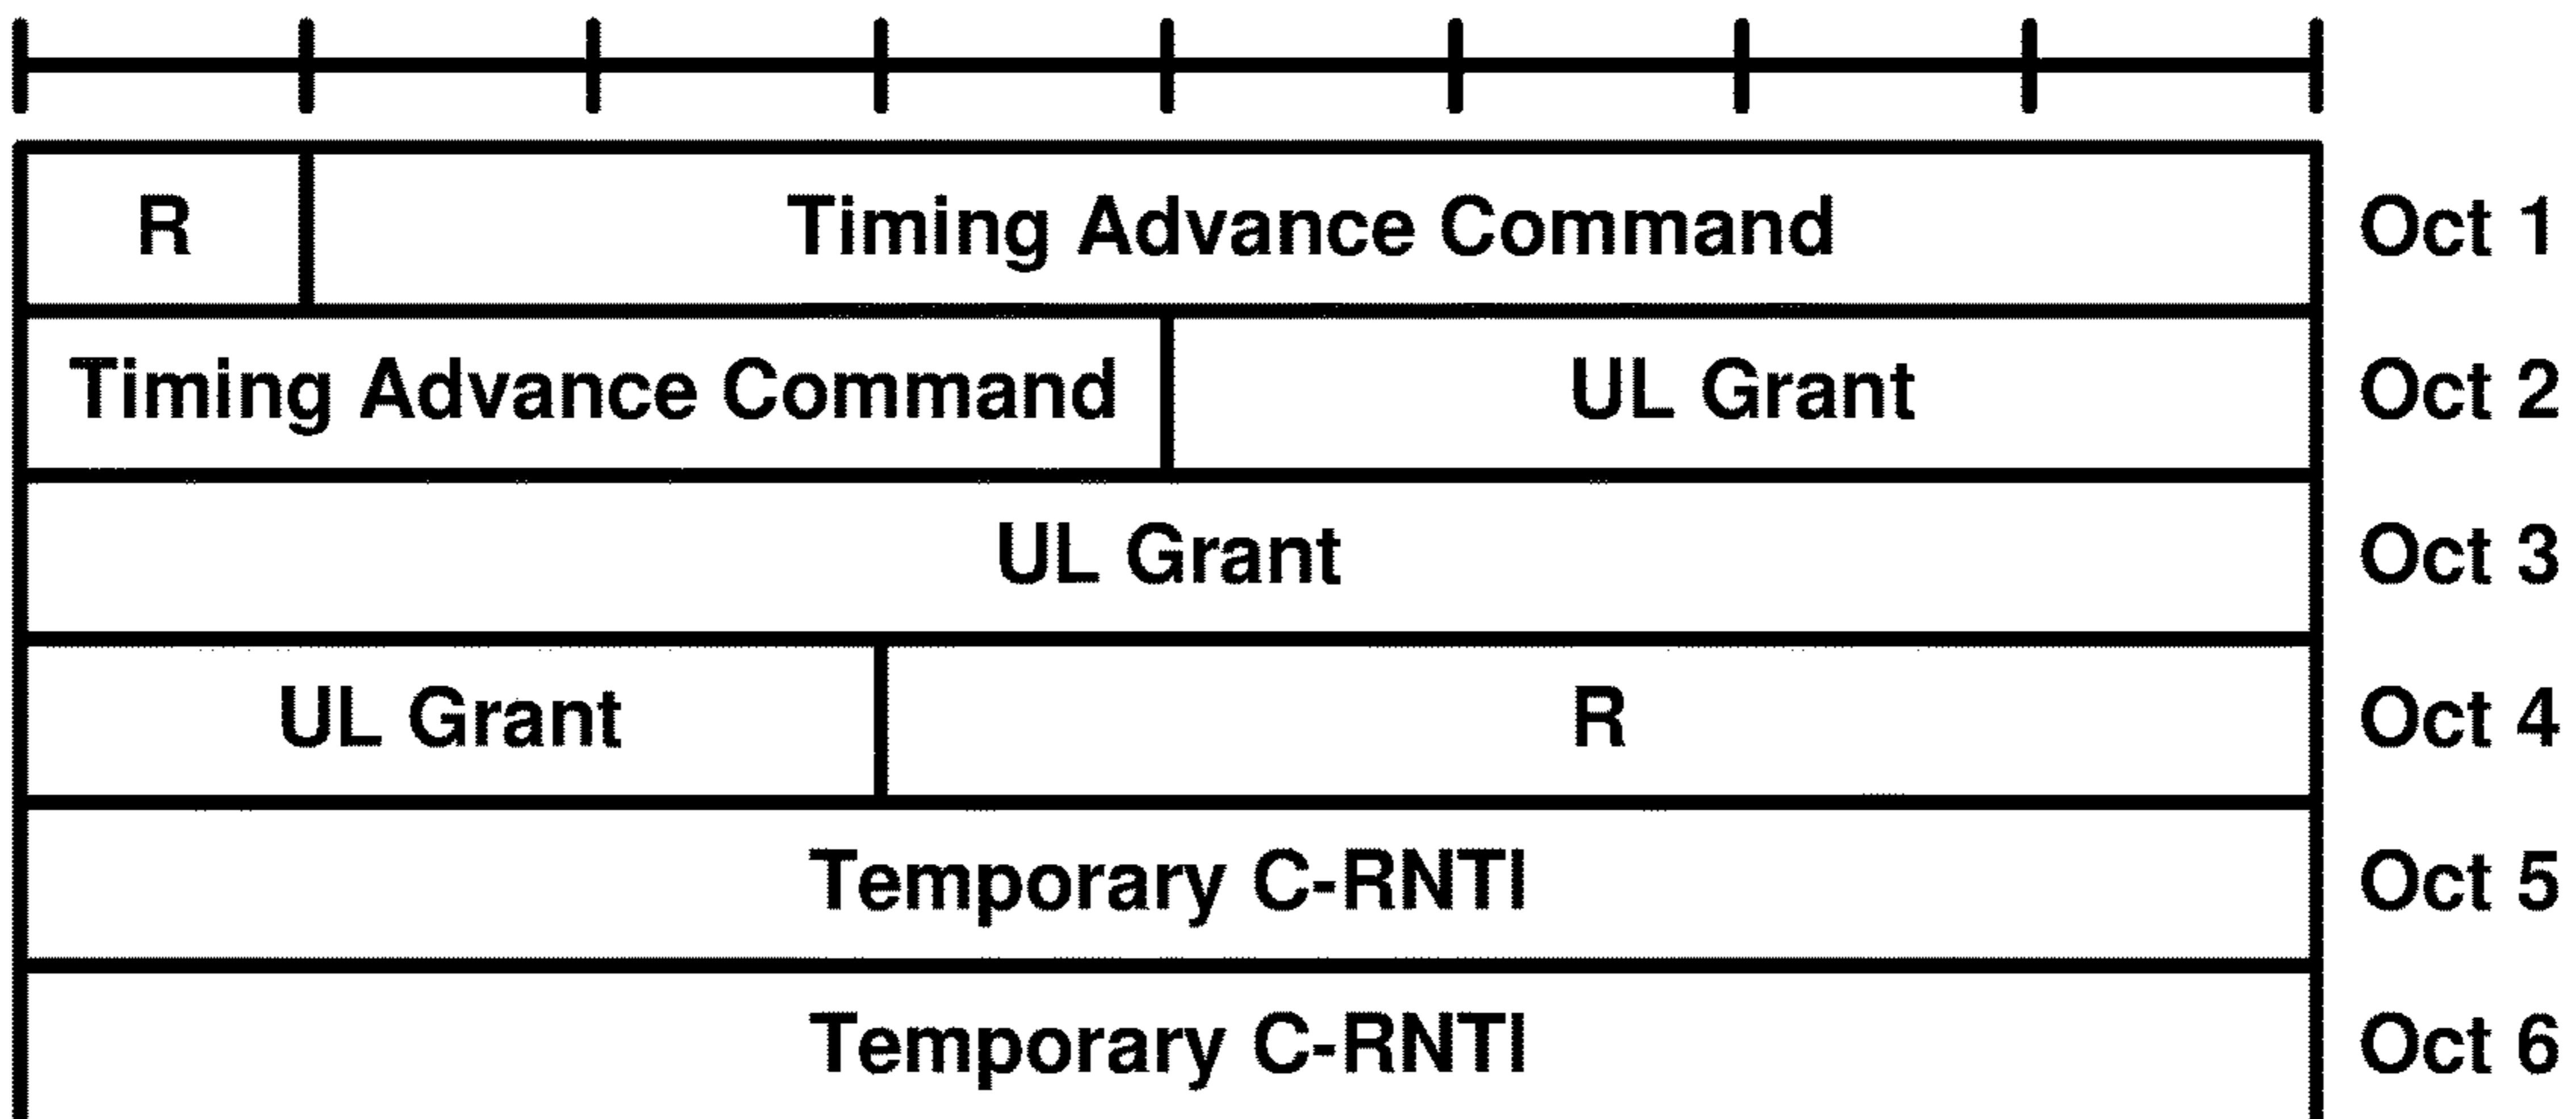 R Timing Advance Command Oct 1
Timing Advance Command UL Grant Oct 2
UL Grant Oct 3
UL Grant R Oct 4
Temporary C-RNTI Oct 5
Temporary C-RNTI Oct 6